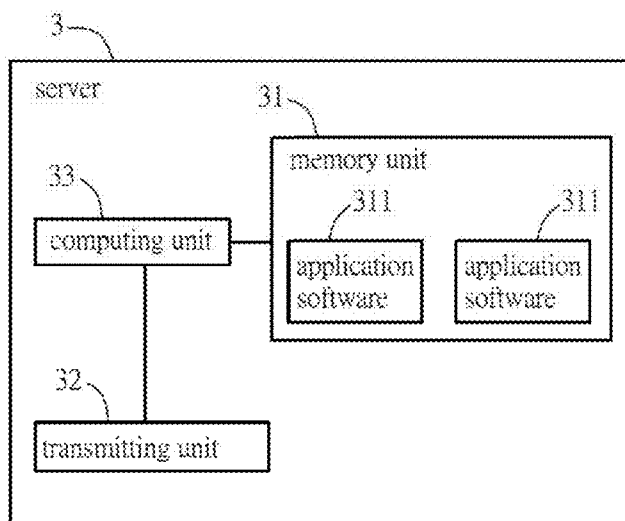 3
server
31
memory unit
33
311
311
computing unit
application
software
application
software
32
transmitting unit